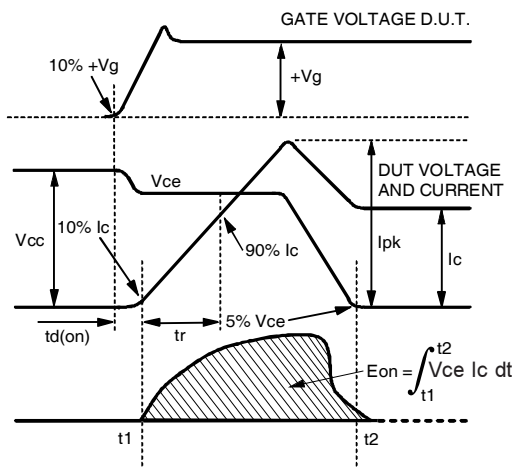 GATE VOLTAGE D.U.T.
10% +Vg
+Vg
Vce
DUT VOLTAGE
AND CURRENT
Vcc
10% Ic
90% Ic
Ipk
Ic
td(on)
tr
5% Vce
Eon = ∫ t1 t2 Vce Ic dt
t1
t2